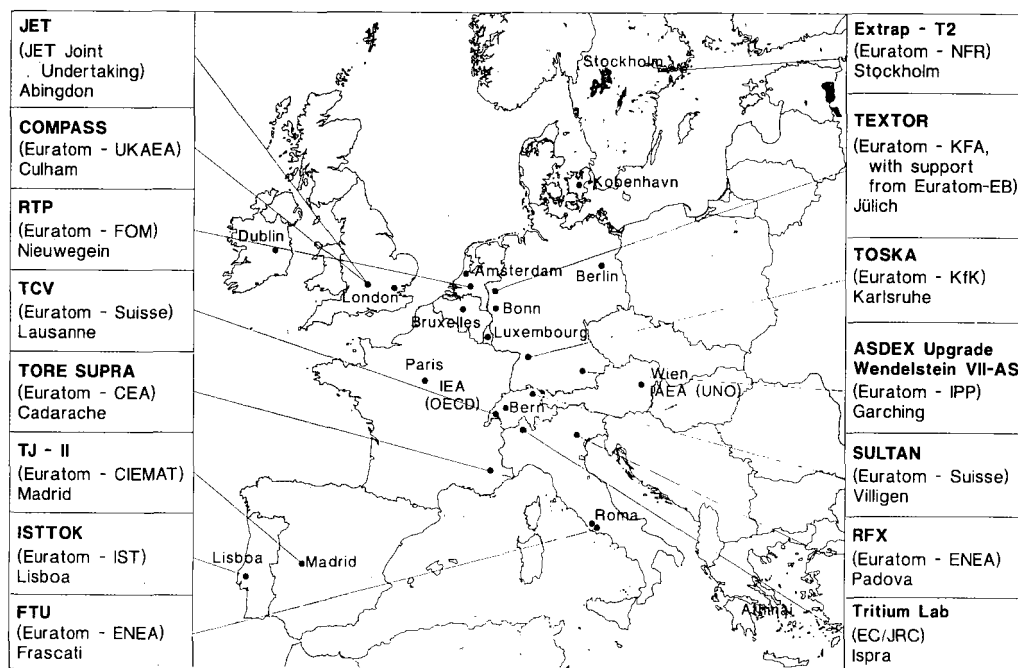 JET
(JET Joint
. Undertaking)
Abingdon
COMPASS
(Euratom - UKAEA)
Culham
RTP
(Euratom - FOM)
Nieuwegein
TCV
(Euratom - Suisse)
Lausanne
TORE SUPRA
(Euratom - CEA)
Cadarache
TJ - II
(Euratom - CIEMAT)
Madrid
ISTTOK
(Euratom - IST)
Lisboa
FTU
(Euratom - ENEA)
Frascati
Stockholm
København
Dublin
Amsterdam
Berlin
London
Bonn
Bruxelles
Luxembourg
Paris
IEA
(OECD)
Wien
IAEA (UNO)
Bern
Roma
Lisboa
Madrid
Athinai
Extrap - T2
(Euratom - NFR)
Stockholm
TEXTOR
(Euratom - KFA,
with support
from Euratom-EB)
Jülich
TOSKA
(Euratom - KfK)
Karlsruhe
ASDEX Upgrade
Wendelstein VII-AS
(Euratom - IPP)
Garching
SULTAN
(Euratom - Suisse)
Villigen
RFX
(Euratom - ENEA)
Padova
Tritium Lab
(EC/JRC)
Ispra